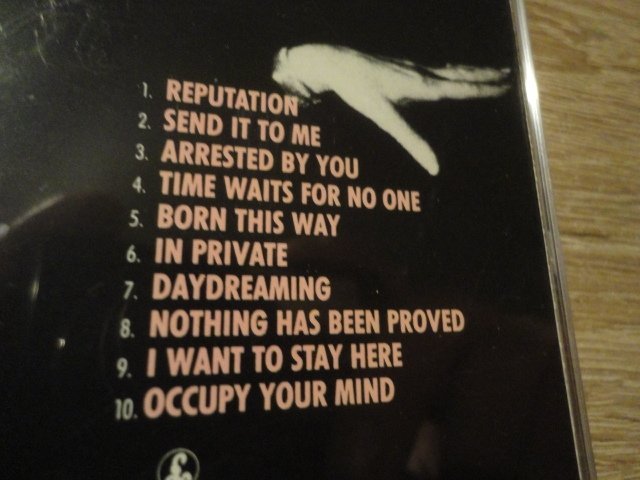 1. REPUTATION
2. SEND IT TO ME
3. ARRESTED BY YOU
4. TIME WAITS FOR NO ONE
5. BORN THIS WAY
6. IN PRIVATE
7. DAYDREAMING
8. NOTHING HAS BEEN PROVED
9. I WANT TO STAY HERE
10. OCCUPY YOUR MIND
£